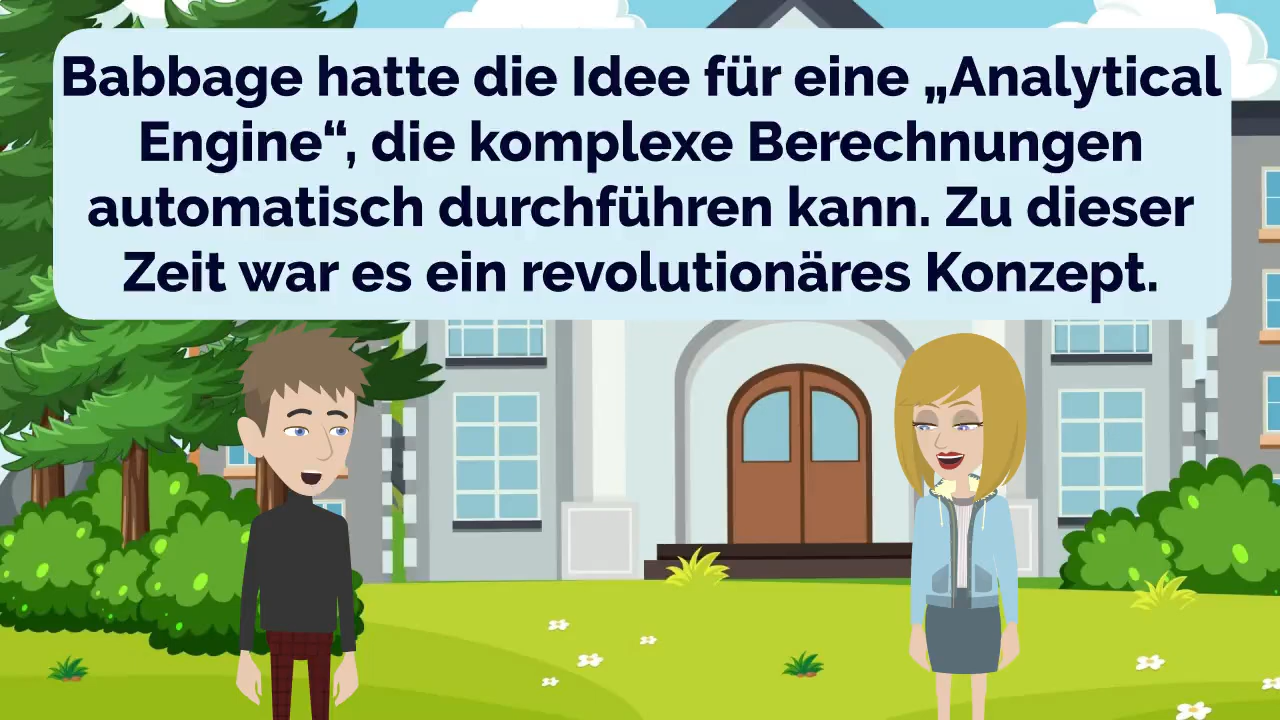 Babbage hatte die Idee für eine „Analytical
Engine“, die komplexe Berechnungen
automatisch durchführen kann. Zu dieser
Zeit war es ein revolutionäres Konzept.